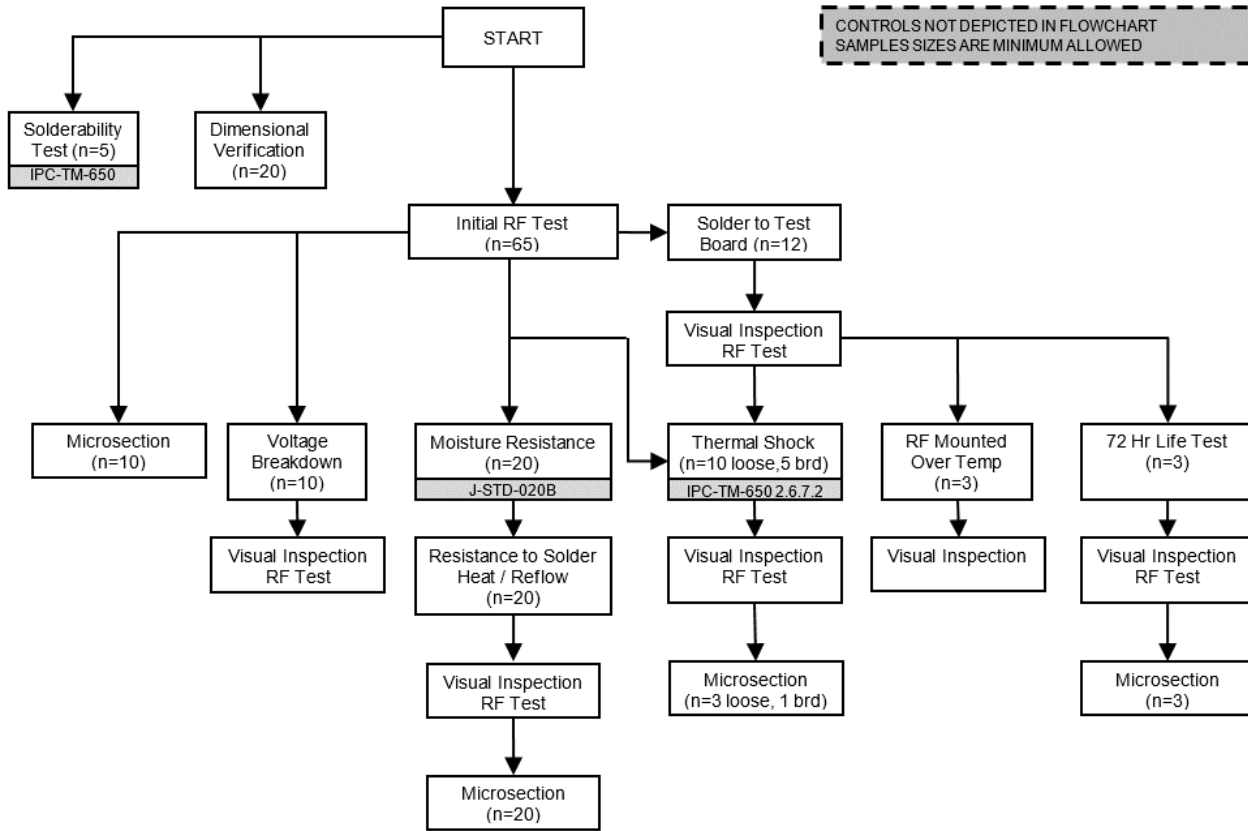 START
CONTROLS NOT DEPICTED IN FLOWCHART
SAMPLES SIZES ARE MINIMUM ALLOWED
Solderability
Test (n=5)
IPC-TM-650
Dimensional
Verification
(n=20)
Initial RF Test
(n=65)
Solder to Test
Board (n=12)
Visual Inspection
RF Test
Microsection
(n=10)
Voltage
Breakdown
(n=10)
Moisture Resistance
(n=20)
J-STD-020B
Thermal Shock
(n=10 loose,5 brd)
IPC-TM-650 2.6.7.2
RF Mounted
Over Temp
(n=3)
72 Hr Life Test
(n=3)
Visual Inspection
RF Test
Resistance to Solder
Heat / Reflow
(n=20)
Visual Inspection
RF Test
Visual Inspection
Visual Inspection
RF Test
Visual Inspection
RF Test
Microsection
(n=3 loose, 1 brd)
Microsection
(n=3)
Microsection
(n=20)